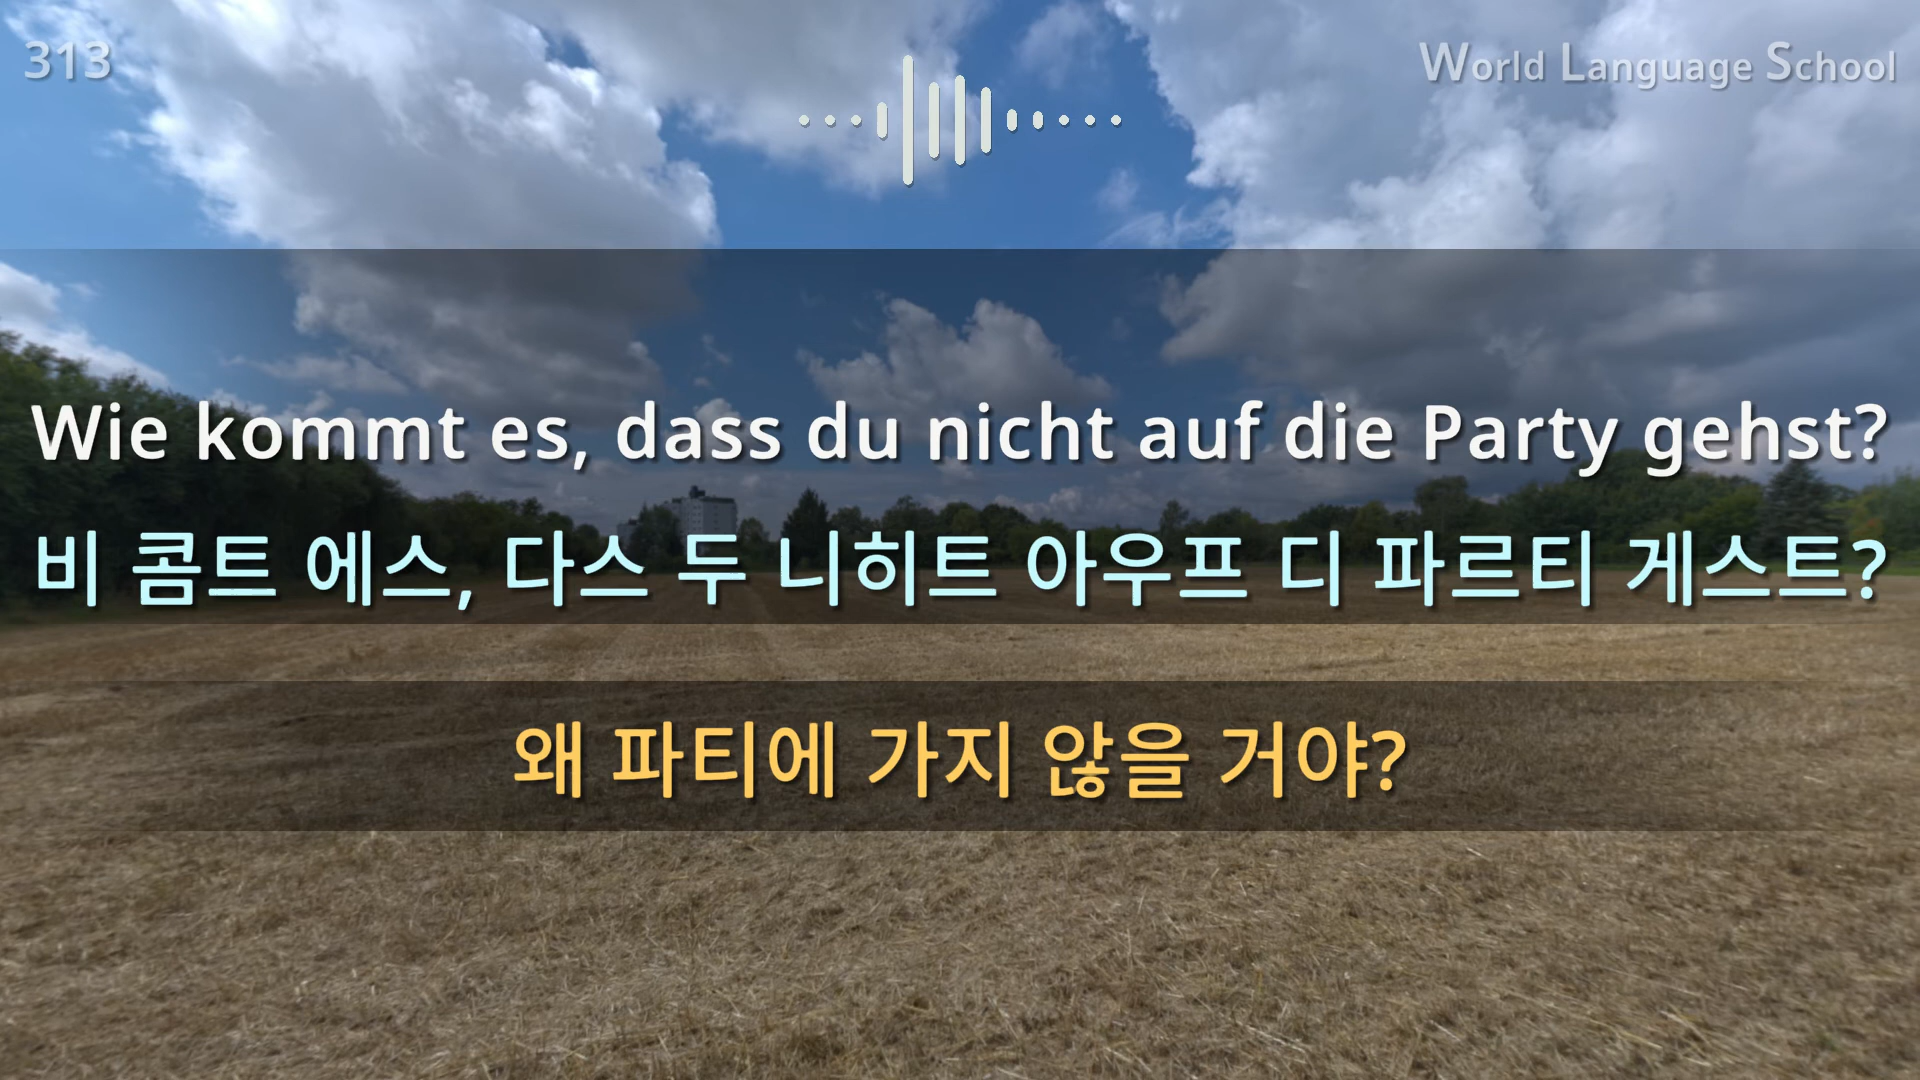 313
World Language School
Wie kommt es, dass du nicht auf die Party gehst?
비 콤트 에스, 다스 두 니히트 아우프 디 파르티 게스트?
왜 파티에 가지 않을 거야?